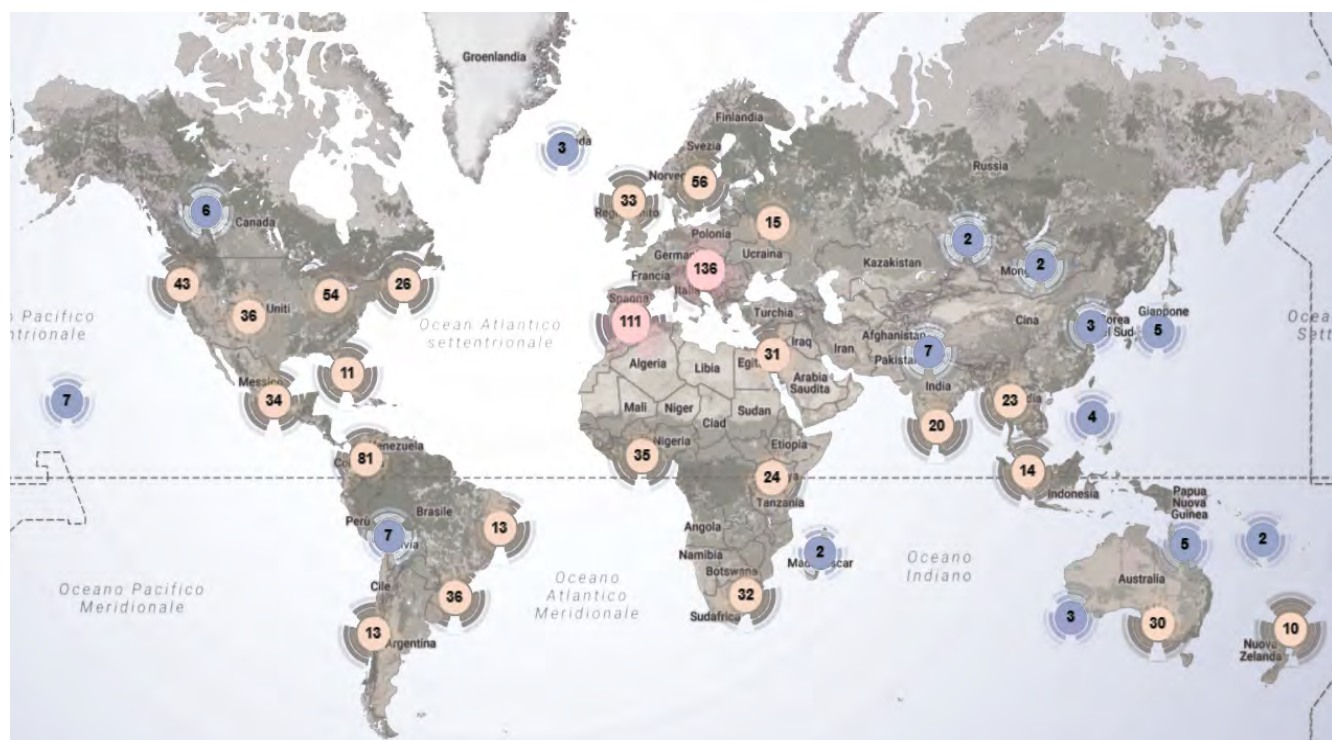 Groenlandia
Finlandia
3
Svezia
Russia
56
33
6
15
Canada
Polonia
2
Ucraina
136
Kazakistan
2
Francia
43
26
Italia
54
Spagna
36
Uniti
111
Turchia
Cina
3
5
Giappone
Ocean Atlantico
settentrionale
Afghanistan
Iraq
Iran
31
7
Pakistan
Algeria
Libia
11
Messico
Arabia
Saudita
India
7
34
Mali
Niger
Sudan
23
4
Ciad
20
Nigeria
Etiopia
81
35
14
24
Indonesia
Papua
Nuova
Guinea
Tanzania
Brasile
13
Perù
7
Angola
5
2
2
Namibia
Oceano
Indiano
Botswana
Australia
Oceano Pacifico
Meridionale
Cile
Oceano
Atlantico
Meridionale
36
32
Sudafrica
3
30
10
13
Argentina
Nuova
Zelanda